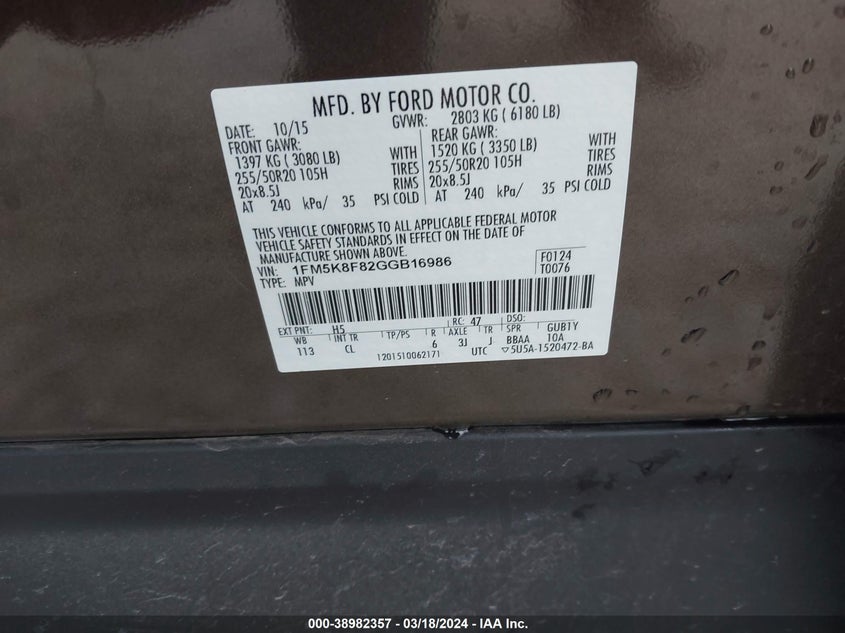 MFD. BY FORD MOTOR CO.
DATE: 10/15 GVWR: 2803 KG ( 6180 LB)
FRONT GAWR: REAR GAWR:
1397 KG ( 3080 LB) WITH 1520 KG ( 3350 LB) WITH
255/50R20 105H TIRES 255/50R20 105H TIRES
20x8.5J RIMS 20x8.5J RIMS
AT 240 kPa/ 35 PSI COLD AT 240 kPa/ 35 PSI COLD
THIS VEHICLE CONFORMS TO ALL APPLICABLE FEDERAL MOTOR
VEHICLE SAFETY STANDARDS IN EFFECT ON THE DATE OF
MANUFACTURE SHOWN ABOVE.
VIN: 1FM5K8F82GGB16986 F0124
TYPE: MPV T0076
EXT PNT: H5 RC: 47 DSO:
WB INT TR TP/PS R AXLE TR SPR GUB1Y
113 CL 6 3J J BBAA 10A
1201510062171 UTC ▽5U5A-1520472-BA
000-38982357 / 03/18/2024 - IAA Inc.